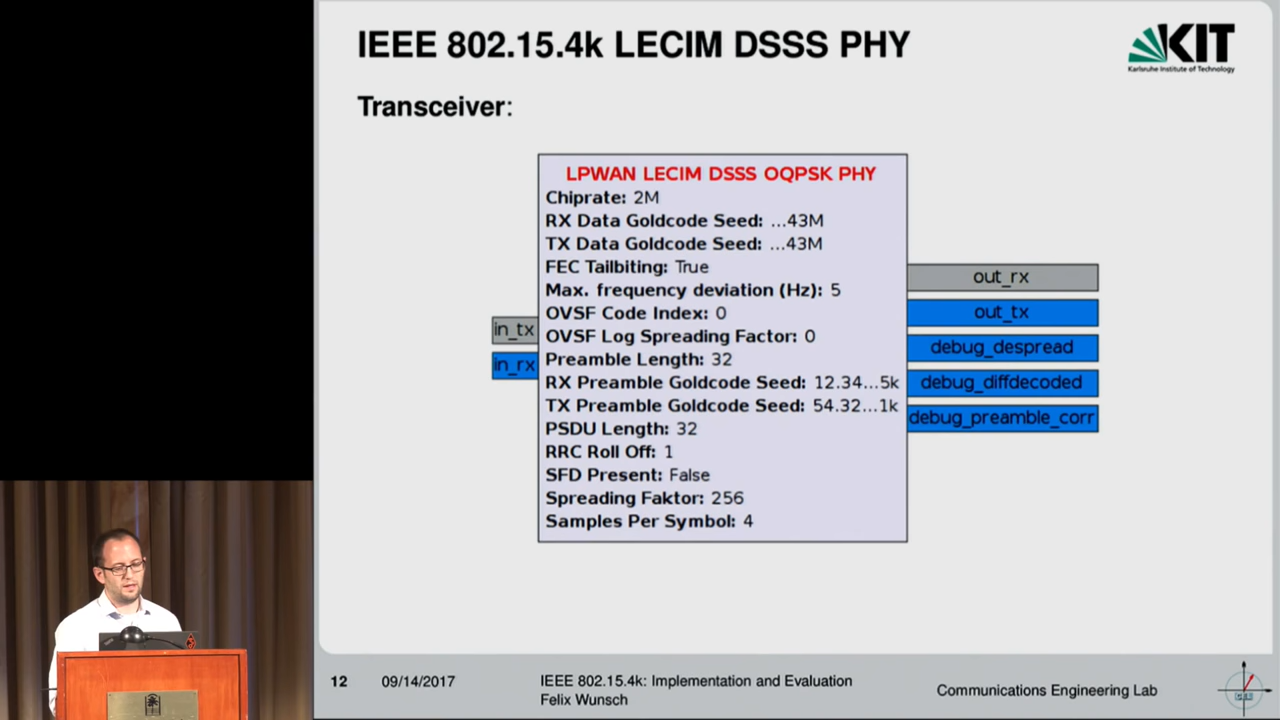 IEEE 802.15.4k LECIM DSSS PHY
KIT
Karlsruhe Institute of Technology
Transceiver:
LPWAN LECIM DSSS OQPSK PHY
Chiprate: 2M
RX Data Goldcode Seed: ...43M
TX Data Goldcode Seed: ...43M
FEC Tailbiting: True
Max. frequency deviation (Hz): 5
OVSF Code Index: 0
OVSF Log Spreading Factor: 0
Preamble Length: 32
RX Preamble Goldcode Seed: 12.34...5k
TX Preamble Goldcode Seed: 54.32...1k
PSDU Length: 32
RRC Roll Off: 1
SFD Present: False
Spreading Faktor: 256
Samples Per Symbol: 4
in_tx
in_rx
out_rx
out_tx
debug_despread
debug_diffdecoded
debug_preamble_corr
12
09/14/2017
IEEE 802.15.4k: Implementation and Evaluation
Felix Wunsch
Communications Engineering Lab